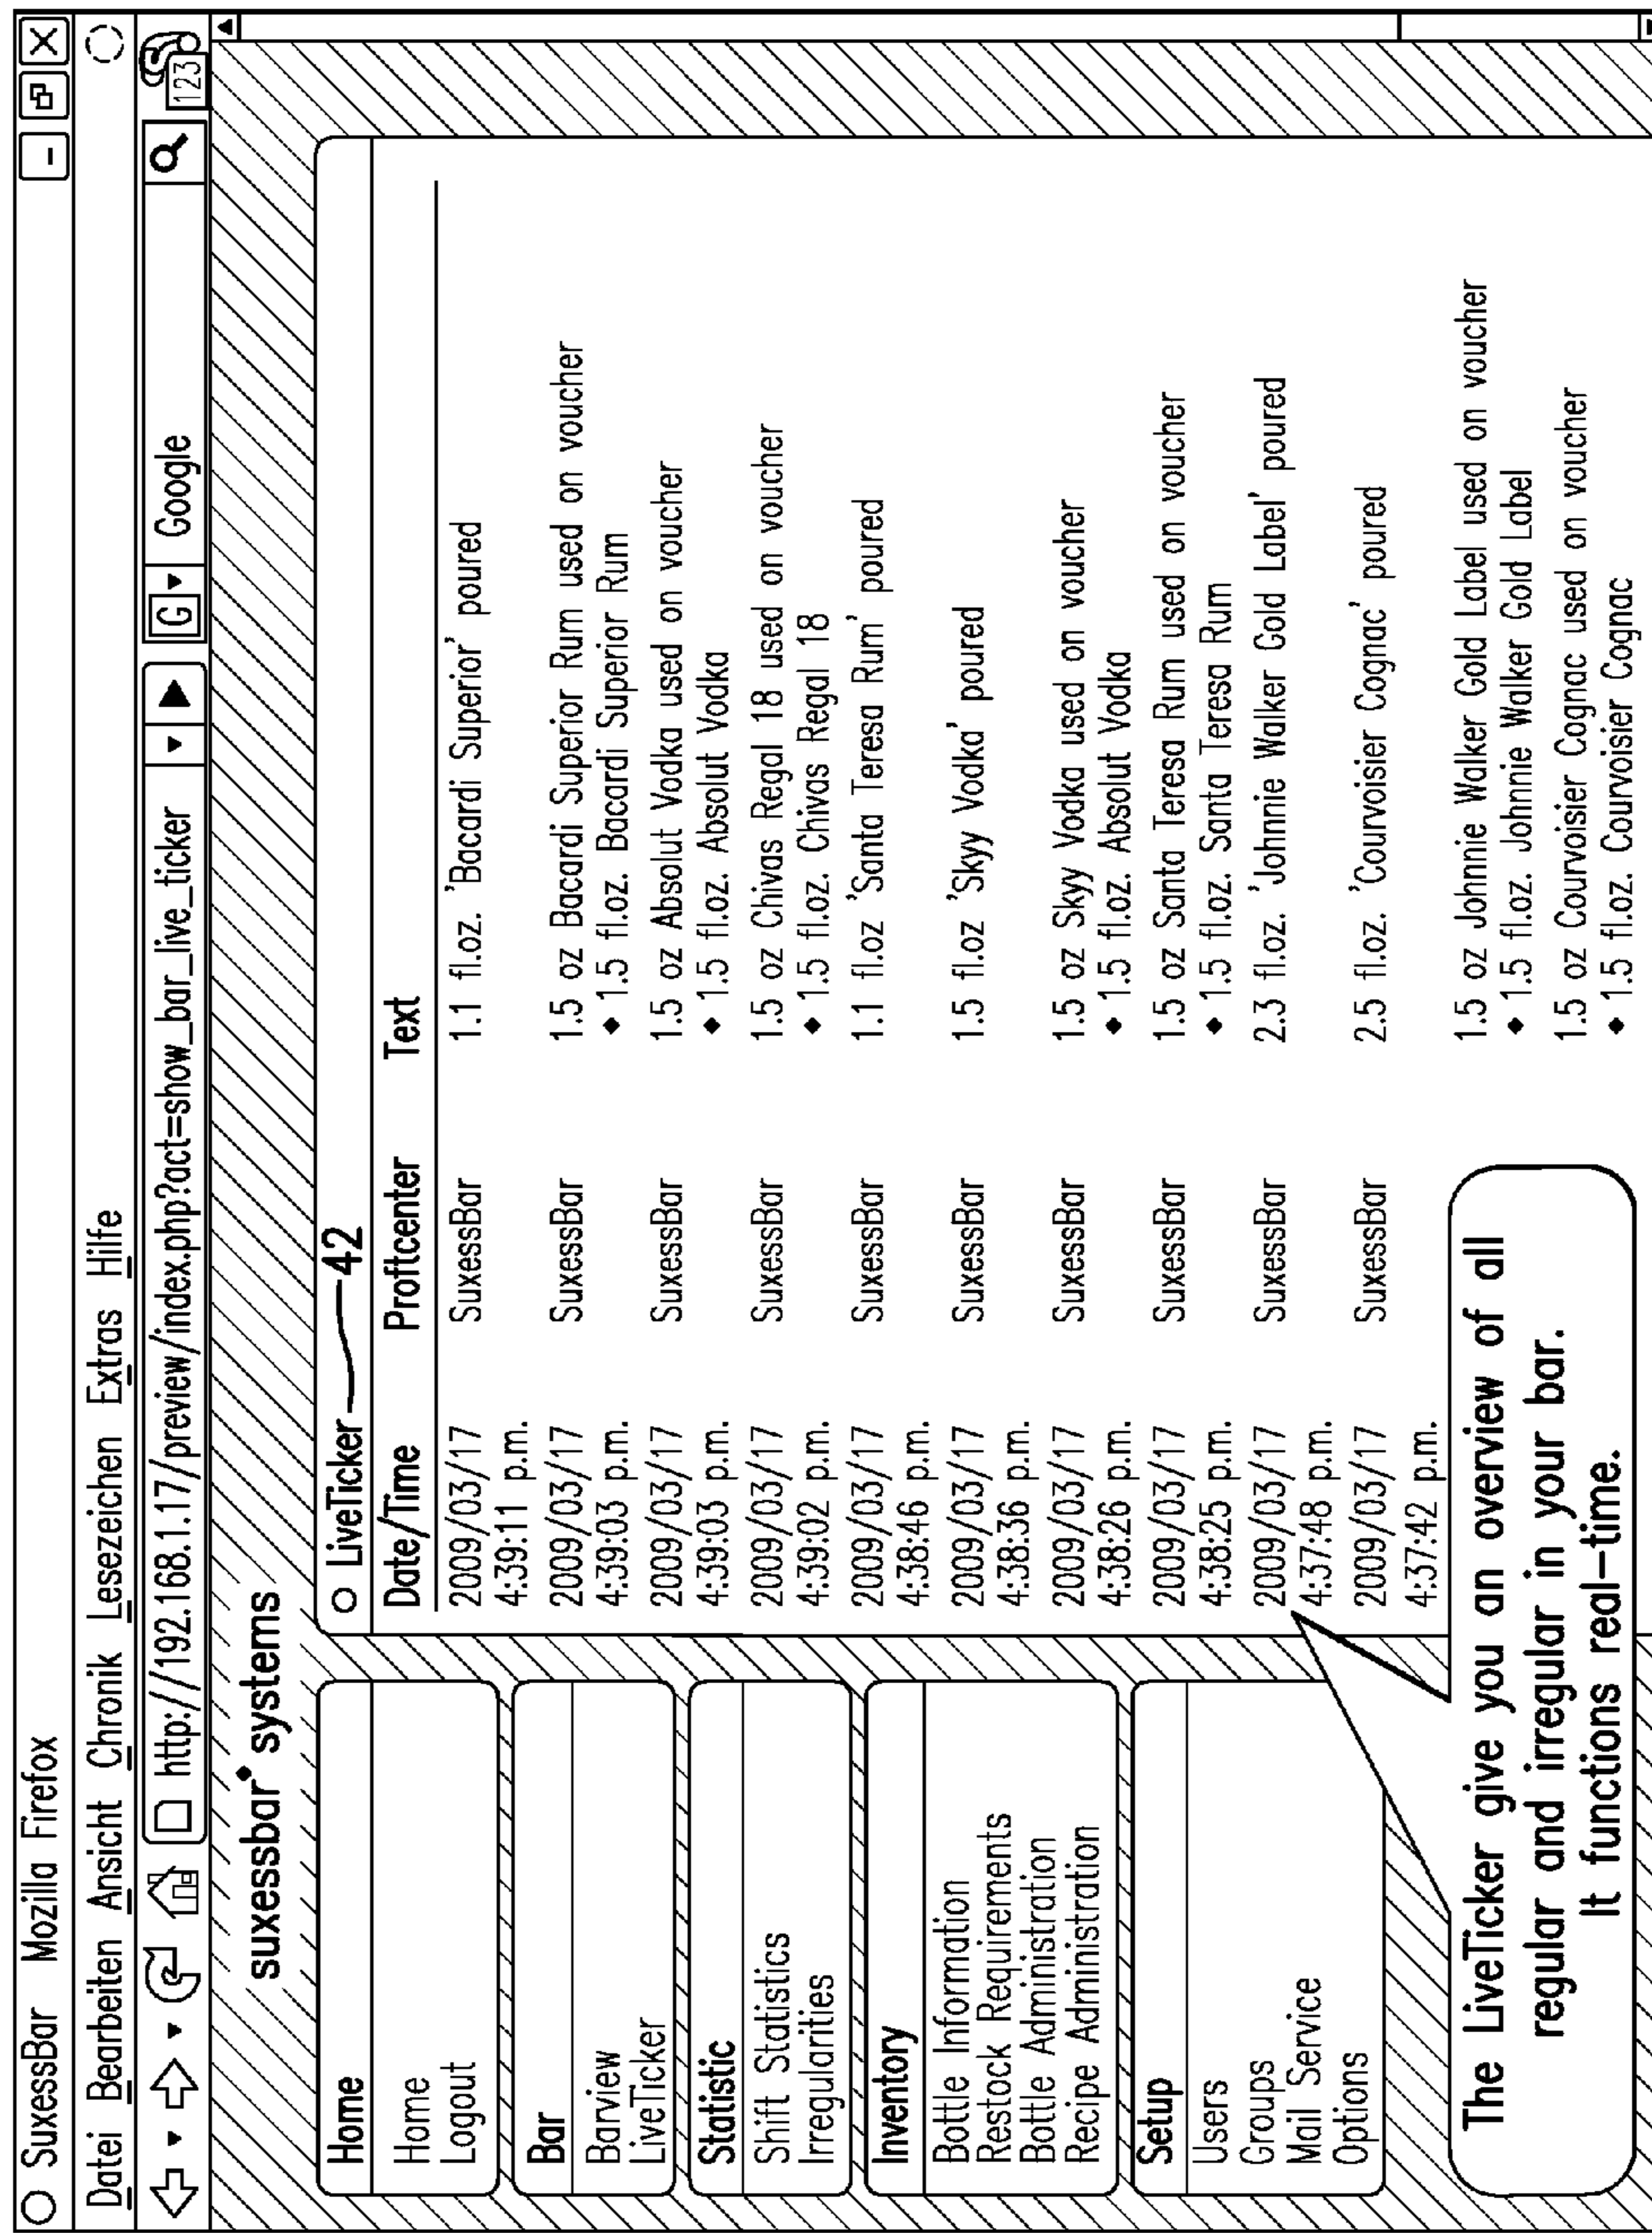 SuxessBar Mozilla Firefox
Datei Bearbeiten Ansicht Chronik Lesezeichen Extras Hilfe
http://192.168.1.17/preview/index.php?act=show_bar_live_ticker G Google 123
suxessbar systems
Home
Home
Logout
Bar
Barview
LiveTicker
Statistic
Shift Statistics
Irregularities
Inventory
Bottle Information
Restock Requirements
Bottle Administration
Recipe Administration
Setup
Users
Groups
Mail Service
Options
LiveTicker 42
Date/Time Proftcenter Text
2009/03/17 SuxessBar 1.1 fl.oz. 'Bacardi Superior' poured
4:39:11 p.m.
2009/03/17 SuxessBar 1.5 oz Bacardi Superior Rum used on voucher
4:39:03 p.m. ◆ 1.5 fl.oz. Bacardi Superior Rum
2009/03/17 SuxessBar 1.5 oz Absolut Vodka used on voucher
4:39:03 p.m. ◆ 1.5 fl.oz. Absolut Vodka
2009/03/17 SuxessBar 1.5 oz Chivas Regal 18 used on voucher
4:39:02 p.m. ◆ 1.5 fl.oz. Chivas Regal 18
2009/03/17 SuxessBar 1.1 fl.oz 'Santa Teresa Rum' poured
4:38:46 p.m.
2009/03/17 SuxessBar 1.5 fl.oz 'Skyy Vodka' poured
4:38:36 p.m.
2009/03/17 SuxessBar 1.5 oz Skyy Vodka used on voucher
4:38:26 p.m. ◆ 1.5 fl.oz. Absolut Vodka
2009/03/17 SuxessBar 1.5 oz Santa Teresa Rum used on voucher
4:38:25 p.m. ◆ 1.5 fl.oz. Santa Teresa Rum
2009/03/17 SuxessBar 2.3 fl.oz. 'Johnnie Walker Gold Label' poured
4:37:48 p.m.
2009/03/17 SuxessBar 2.5 fl.oz. 'Courvoisier Cognac' poured
4:37:42 p.m.
1.5 oz Johnnie Walker Gold Label used on voucher
◆ 1.5 fl.oz. Johnnie Walker Gold Label
1.5 oz Courvoisier Cognac used on voucher
◆ 1.5 fl.oz. Courvoisier Cognac
The LiveTicker give you an overview of all
regular and irregular in your bar.
It functions real-time.